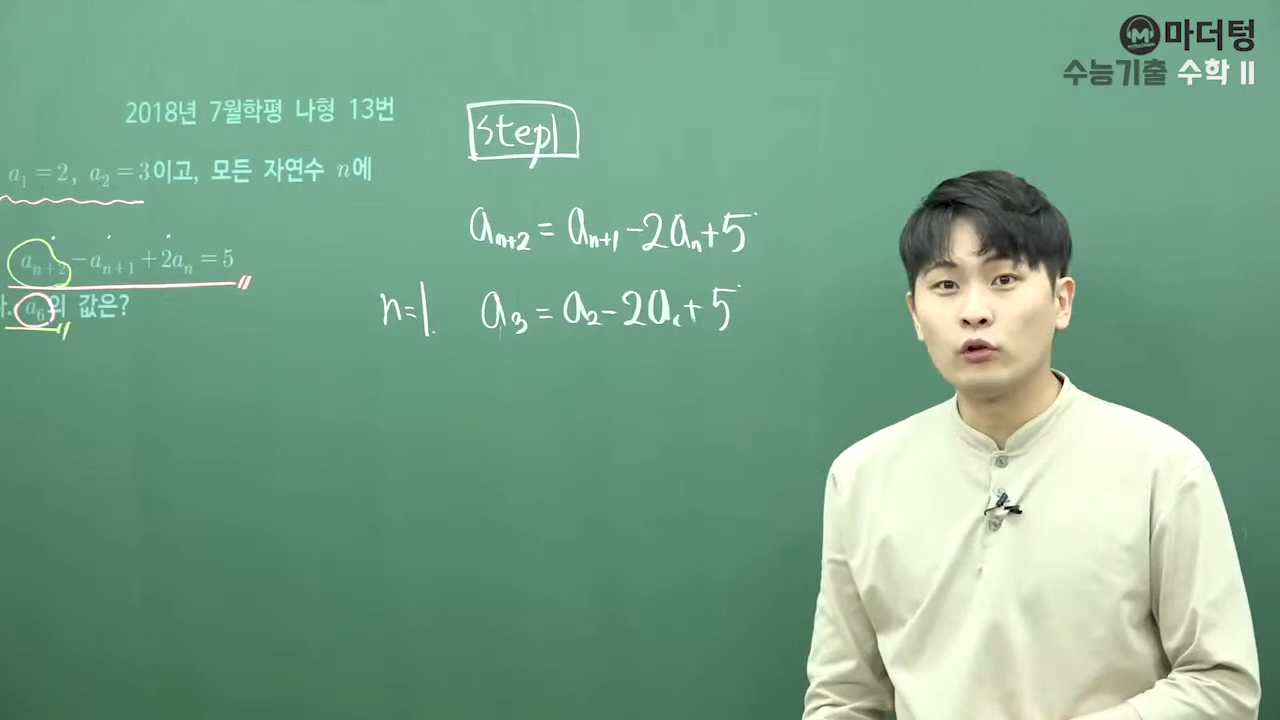 마더텅
수능기출 수학 II
2018년 7월학평 나형 13번
a₁=2, a₂=3이고, 모든 자연수 n에
aₙ₊₂-aₙ₊₁+2aₙ=5
a₆의 값은?
Step1
aₙ₊₂=aₙ₊₁-2aₙ+5
n=1. a₃=a₂-2a₁+5